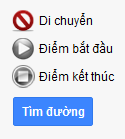 Di chuyển
Điểm bắt đầu
Điểm kết thúc
Tìm đường